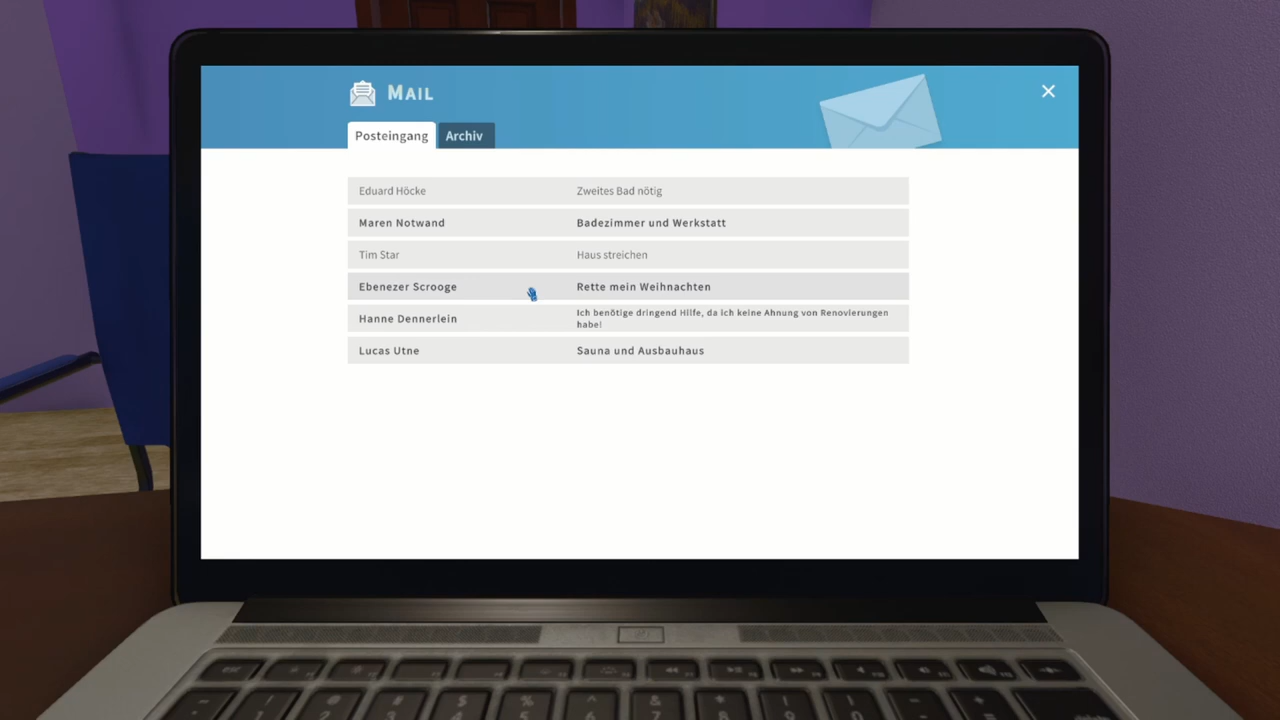 MAIL
Posteingang Archiv
Eduard Höcke Zweites Bad nötig
Maren Notwand Badezimmer und Werkstatt
Tim Star Haus streichen
Ebenezer Scrooge Rette mein Weihnachten
Hanne Dennerlein Ich benötige dringend Hilfe, da ich keine Ahnung von Renovierungen
habe!
Lucas Utne Sauna und Ausbauhaus